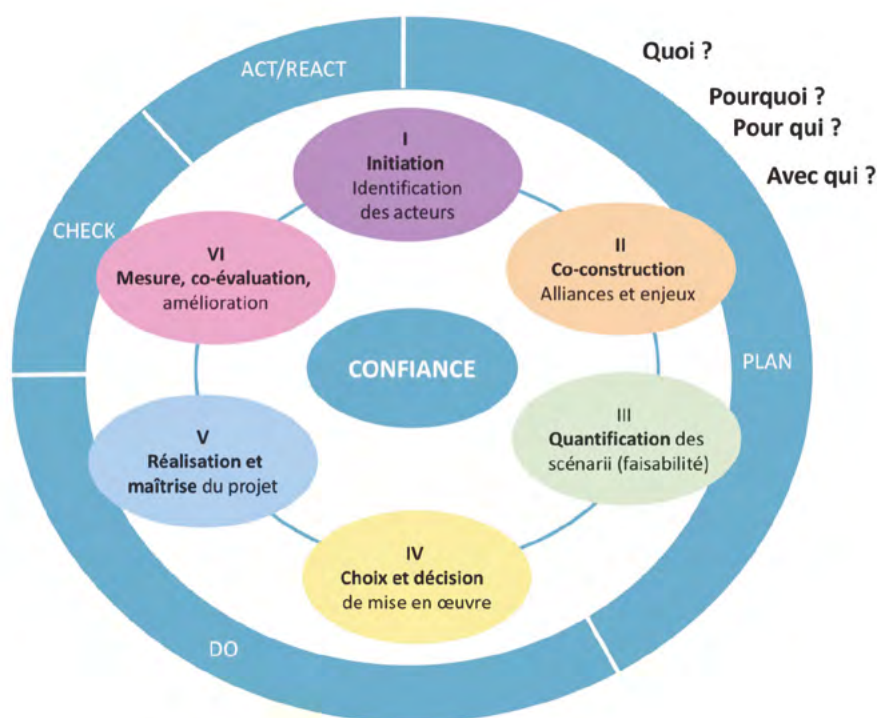 Quoi ?
Pourquoi ?
Pour qui ?
Avec qui ?
ACT/REACT
CHECK
PLAN
DO
I
Initiation
Identification
des acteurs
II
Co-construction
Alliances et enjeux
III
Quantification des
scénarii (faisabilité)
IV
Choix et décision
de mise en œuvre
V
Réalisation et
maîtrise du projet
VI
Mesure, co-évaluation,
amélioration
CONFIANCE